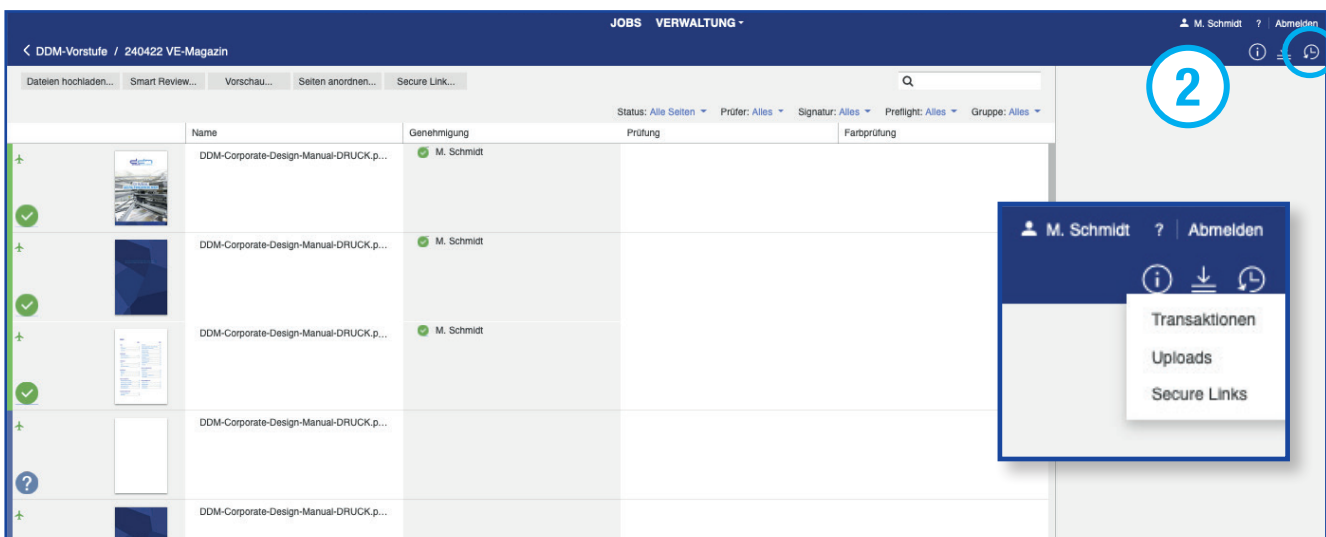 JOBS VERWALTUNG
M. Schmidt ? Abmelden
DDM-Vorstufe / 240422 VE-Magazin
2
Dateien hochladen... Smart Review... Vorschau... Seiten anordnen... Secure Link...
Status: Alle Seiten Prüfer: Alles Signatur: Alles Preflight: Alles Gruppe: Alles
Name Genehmigung Prüfung Farbprüfung
DDM-Corporate-Design-Manual-DRUCK.p... M. Schmidt
DDM-Corporate-Design-Manual-DRUCK.p... M. Schmidt
DDM-Corporate-Design-Manual-DRUCK.p... M. Schmidt
DDM-Corporate-Design-Manual-DRUCK.p...
?
DDM-Corporate-Design-Manual-DRUCK.p...
M. Schmidt ? Abmelden
Transaktionen
Uploads
Secure Links